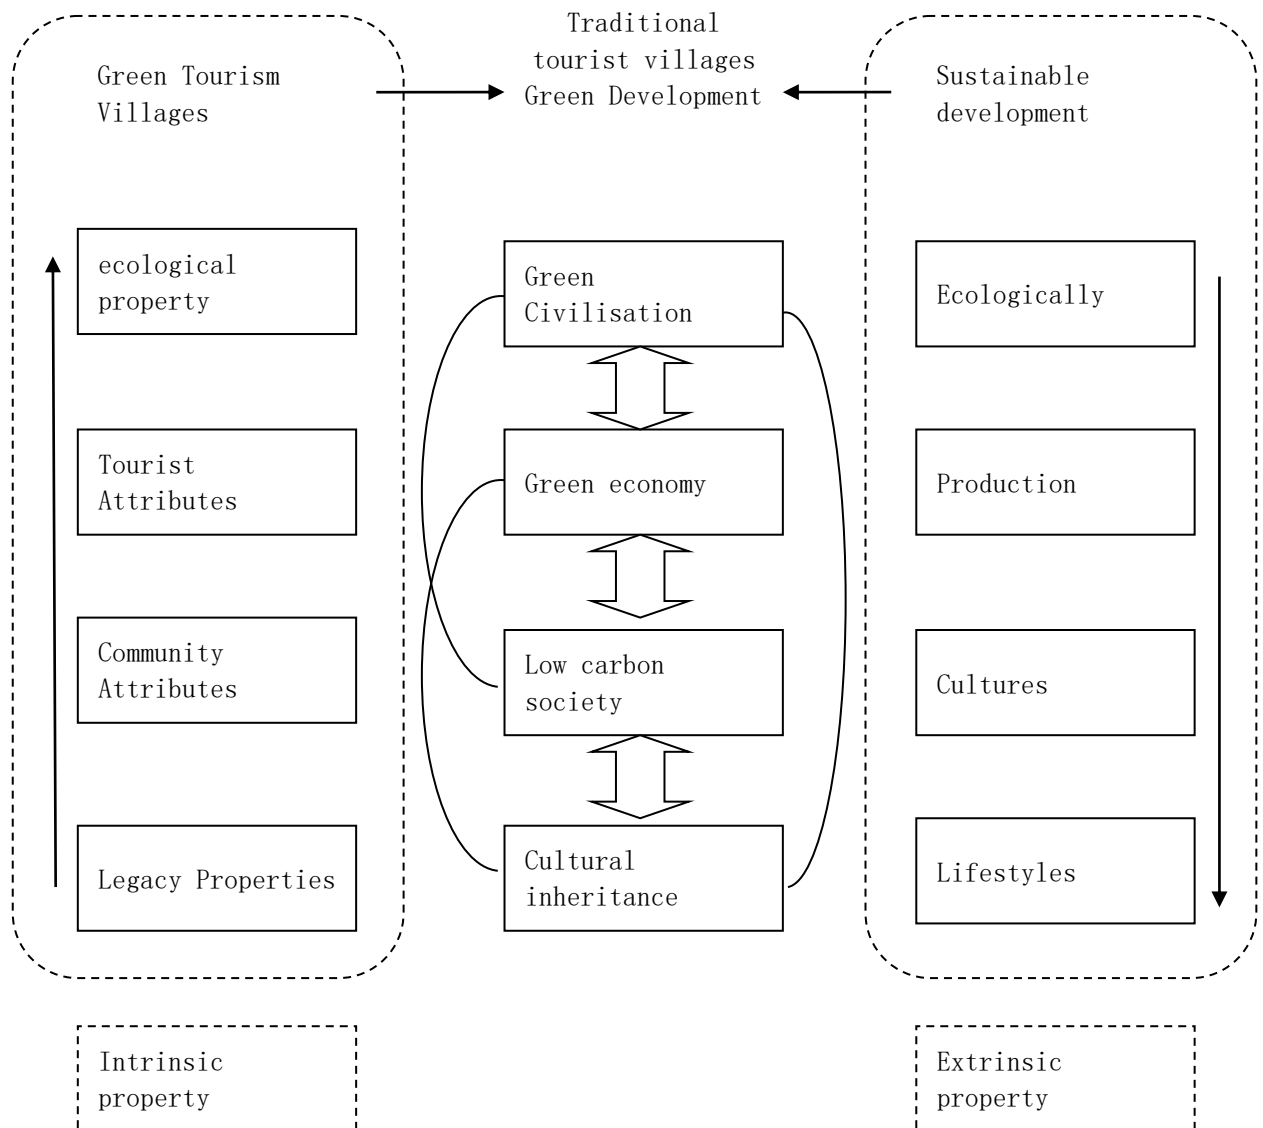 Traditional
tourist villages
Green Development
Green Tourism
Villages
Sustainable
development
ecological
property
Green
Civilisation
Ecologically
Tourist
Attributes
Green economy
Production
Community
Attributes
Low carbon
society
Cultures
Legacy Properties
Cultural
inheritance
Lifestyles
Intrinsic
property
Extrinsic
property